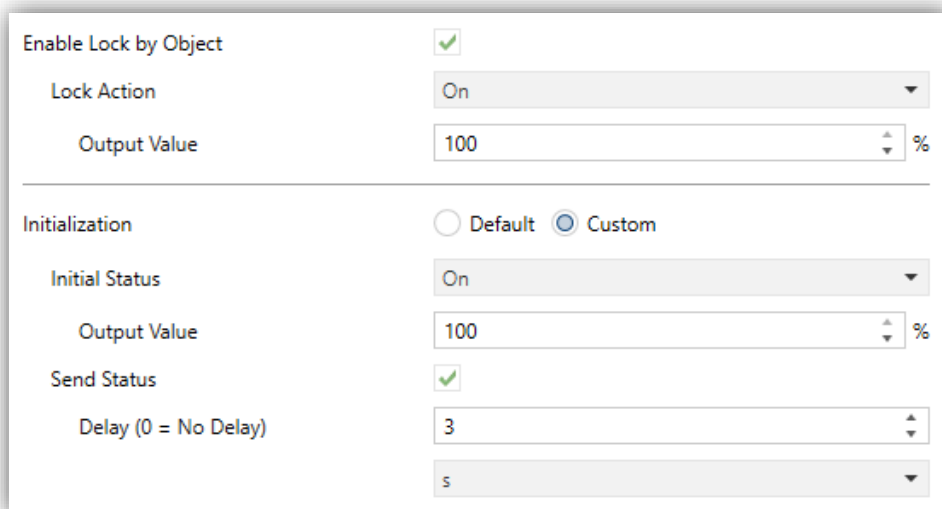 Enable Lock by Object
Lock Action On
Output Value 100 %
Initialization Default Custom
Initial Status On
Output Value 100 %
Send Status
Delay (0 = No Delay) 3
s